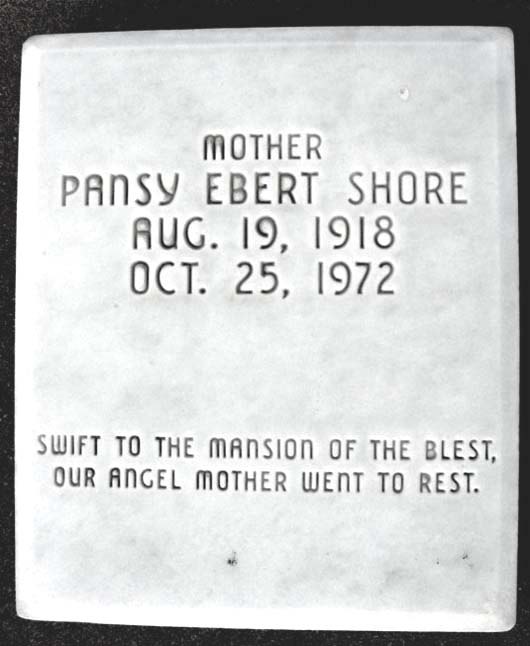 MOTHER
PANSY EBERT SHORE
AUG. 19, 1918
OCT. 25, 1972
SWIFT TO THE MANSION OF THE BLEST,
OUR ANGEL MOTHER WENT TO REST.